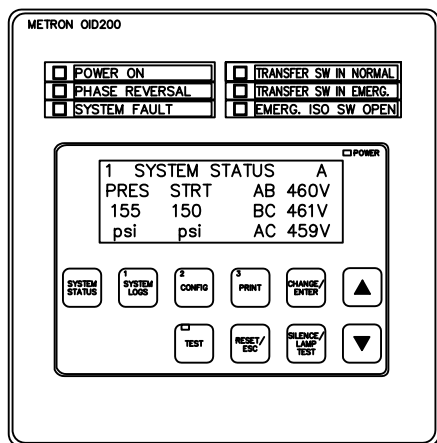 METRON OID200
POWER ON
PHASE REVERSAL
SYSTEM FAULT
TRANSFER SW IN NORMAL
TRANSFER SW IN EMERG.
EMERG. ISO SW OPEN
POWER
1 SYSTEM STATUS A
PRES STRT AB 460V
155 150 BC 461V
psi psi AC 459V
SYSTEM
STATUS
1
SYSTEM
LOGS
2
CONFIG
3
PRINT
CHANGE/
ENTER
TEST
RESET/
ESC
SILENCE/
LAMP
TEST